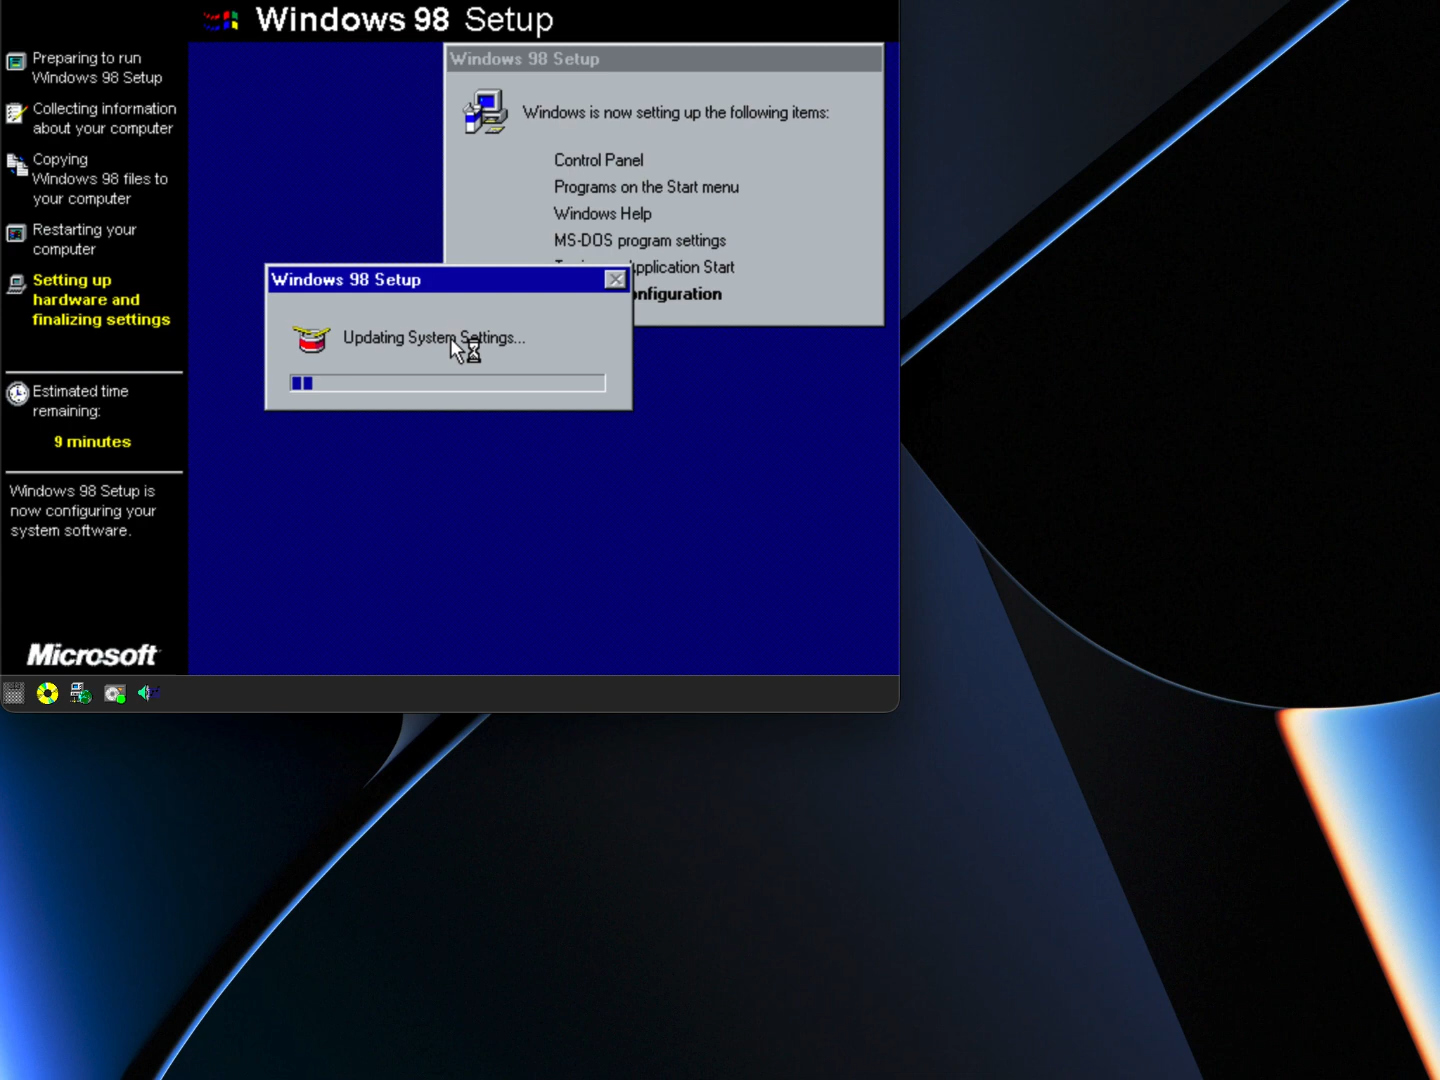 Windows 98 Setup
Preparing to run
Windows 98 Setup
Collecting information
about your computer
Copying
Windows 98 files to
your computer
Restarting your
computer
Setting up
hardware and
finalizing settings
Estimated time
remaining:
9 minutes
Windows 98 Setup is
now configuring your
system software.
Microsoft
Windows 98 Setup
Windows is now setting up the following items:
Control Panel
Programs on the Start menu
Windows Help
MS-DOS program settings
Application Start
Windows 98 Setup
Updating System Settings...